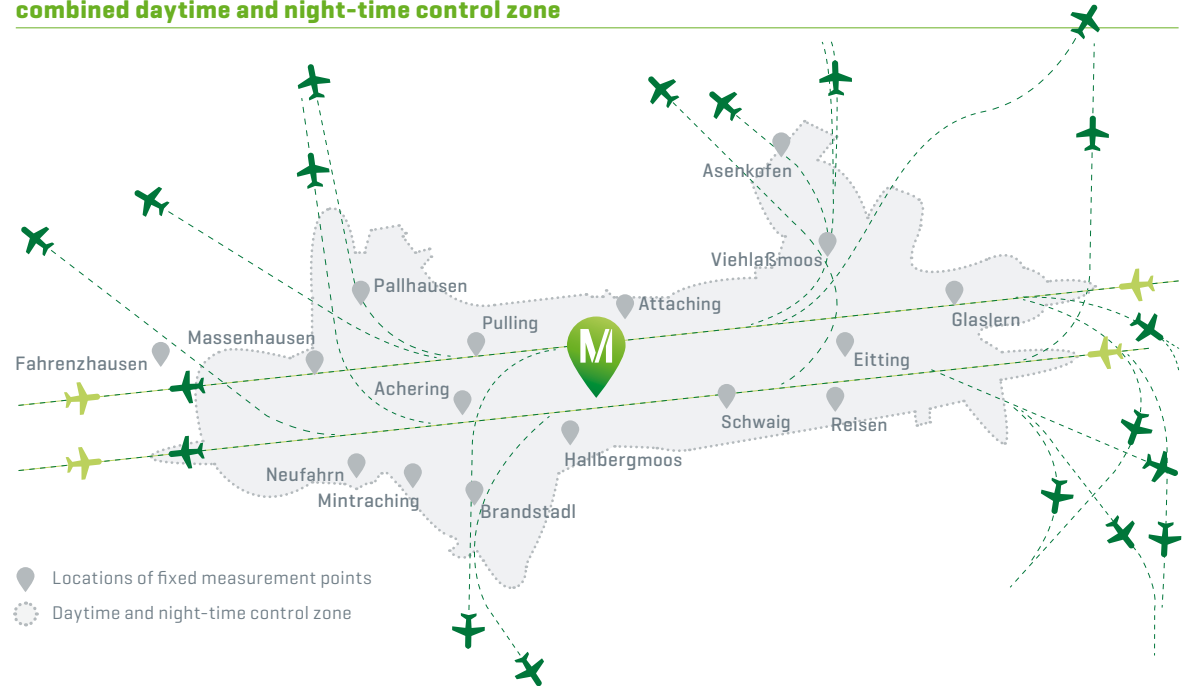 combined daytime and night-time control zone
Asenkofen
Viehlaßmoos
Pallhausen
Attaching
Glaslern
Pulling
Massenhausen
Fahrenzhausen
Eitting
Achering
Schwaig
Reisen
Hallbergmoos
Neufahrn
Mintraching
Brandstadl
M
Locations of fixed measurement points
Daytime and night-time control zone